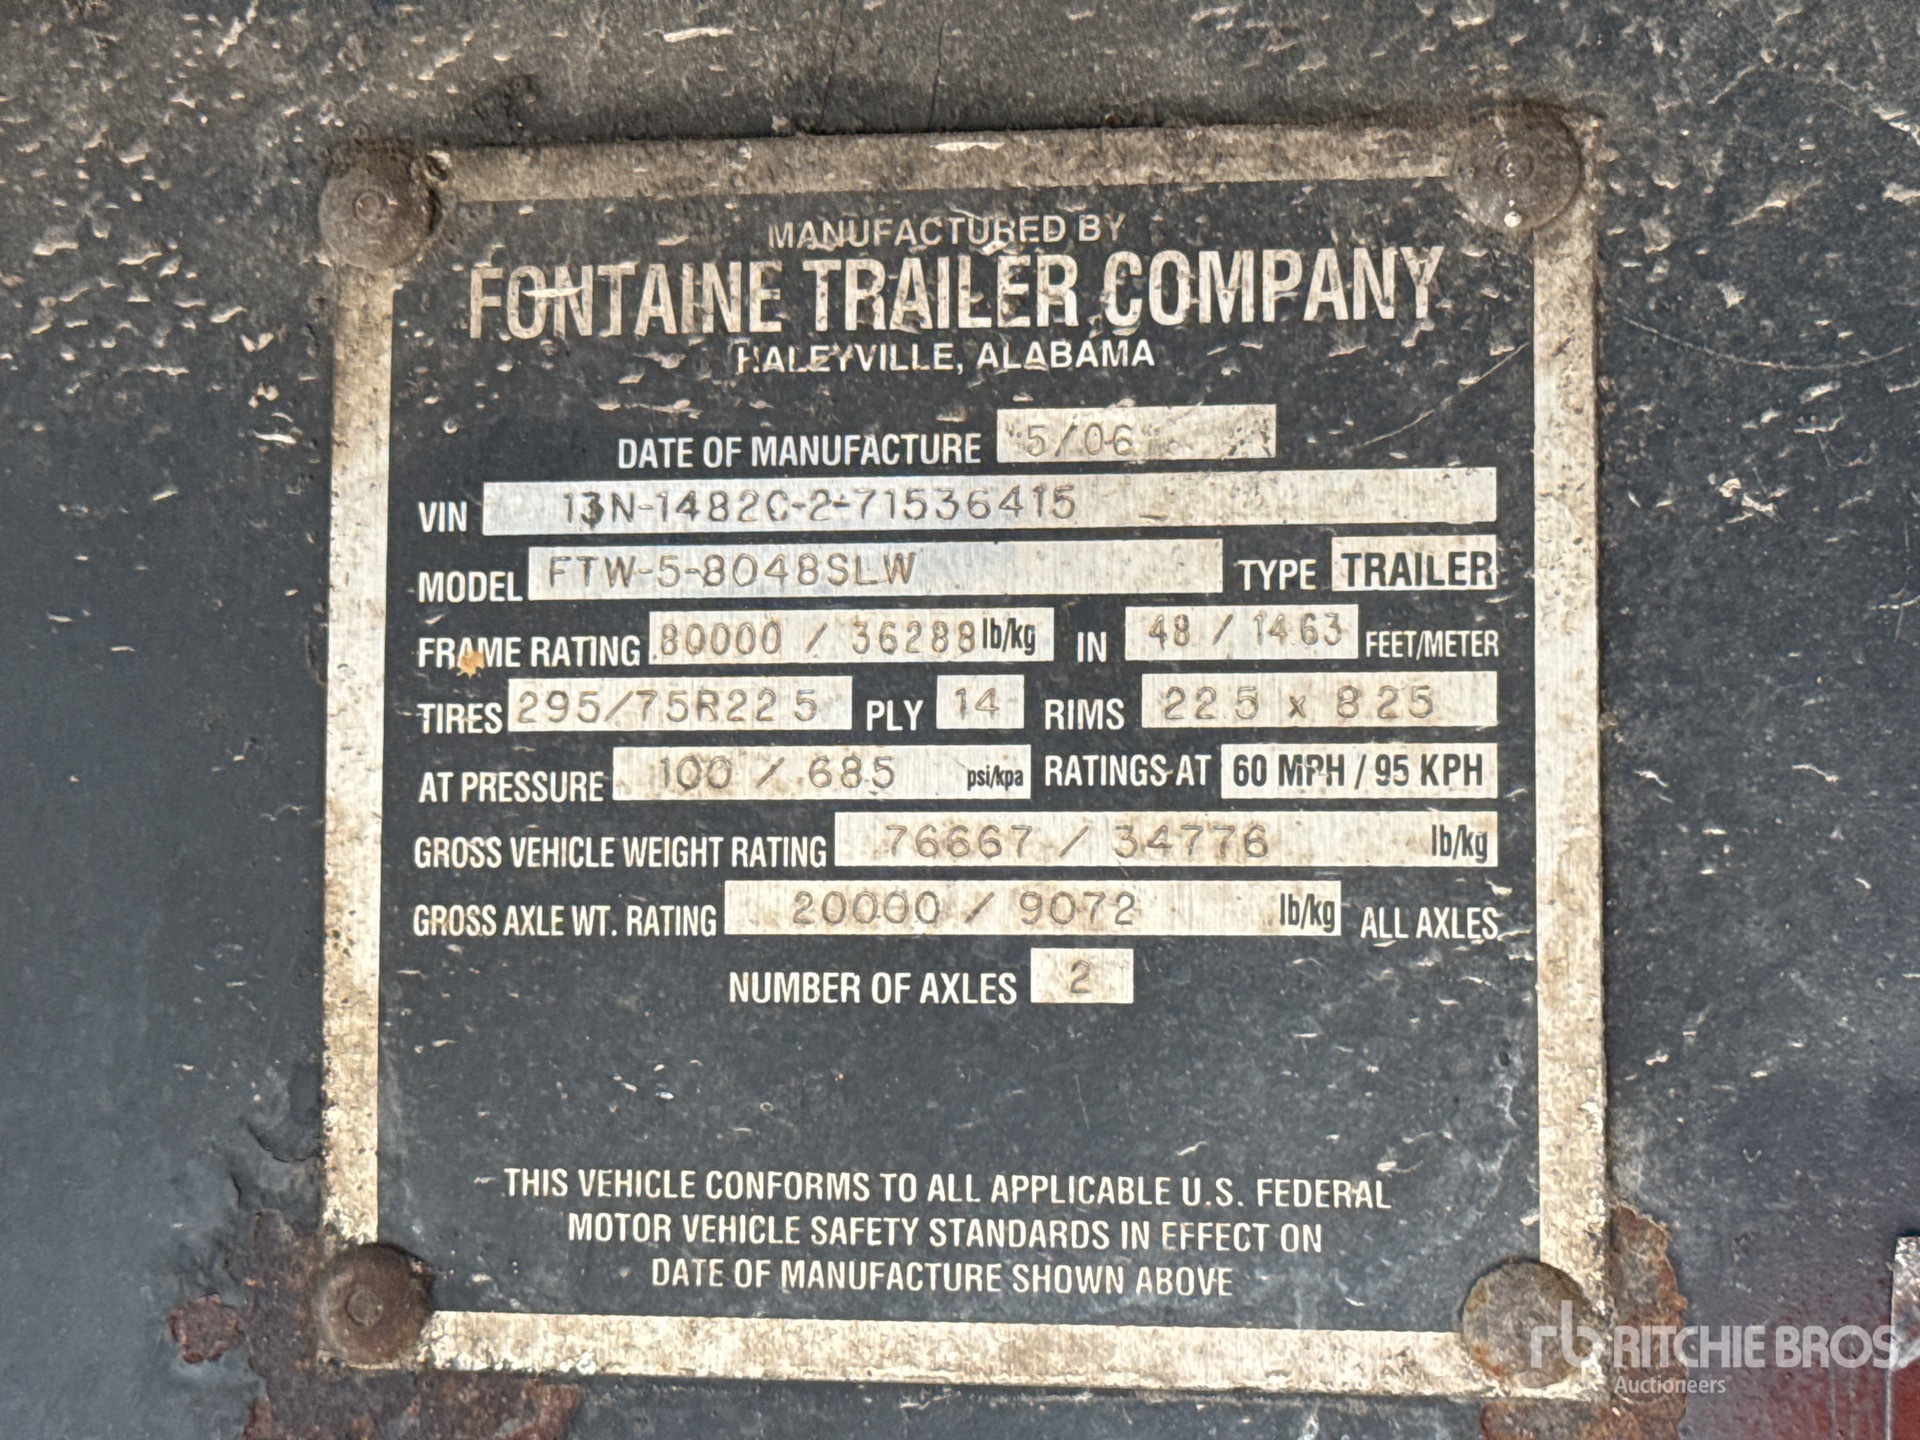 MANUFACTURED BY
FONTAINE TRAILER COMPANY
HALEYVILLE, ALABAMA
DATE OF MANUFACTURE 5/06
VIN 13N-1482C-2-71536415
MODEL FTW-5-8048SLW TYPE TRAILER
FRAME RATING 80000 / 36288 lb/kg IN 48 / 14.63 FEET/METER
TIRES 295/75R22.5 PLY 14 RIMS 22.5 x 8.25
AT PRESSURE 100 / 685 psi/kpa RATINGS AT 60 MPH / 95 KPH
GROSS VEHICLE WEIGHT RATING 76667 / 34776 lb/kg
GROSS AXLE WT. RATING 20000 / 9072 lb/kg ALL AXLES
NUMBER OF AXLES 2
THIS VEHICLE CONFORMS TO ALL APPLICABLE U.S. FEDERAL
MOTOR VEHICLE SAFETY STANDARDS IN EFFECT ON
DATE OF MANUFACTURE SHOWN ABOVE
rb RITCHIE BROS
Auctioneers